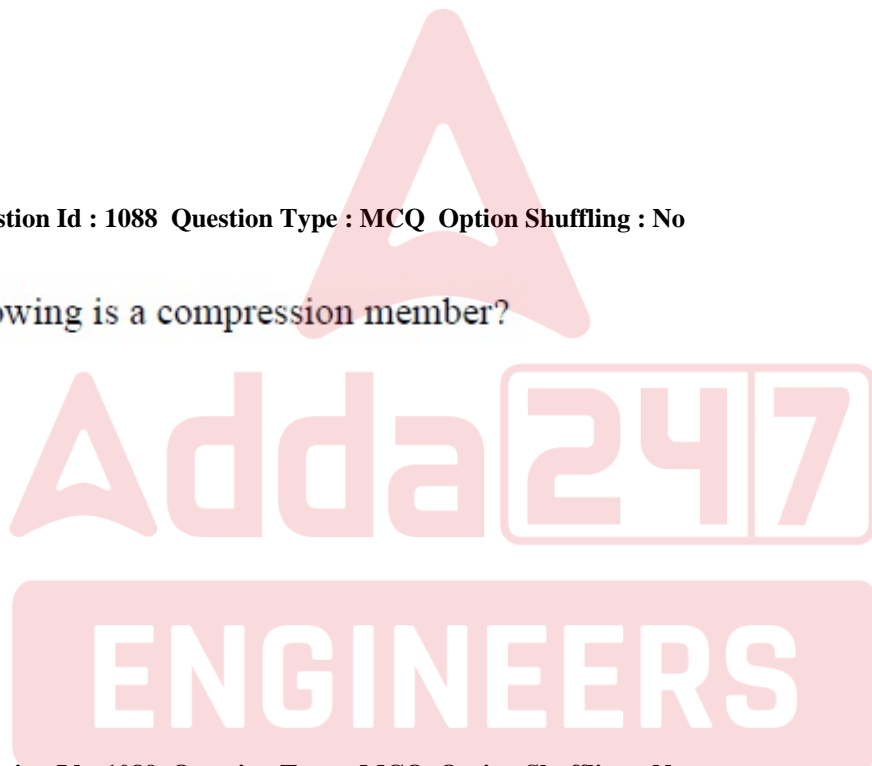 stion Id : 1088 Question Type : MCQ Option Shuffling : No
owing is a compression member?
Adda247
ENGINEERS